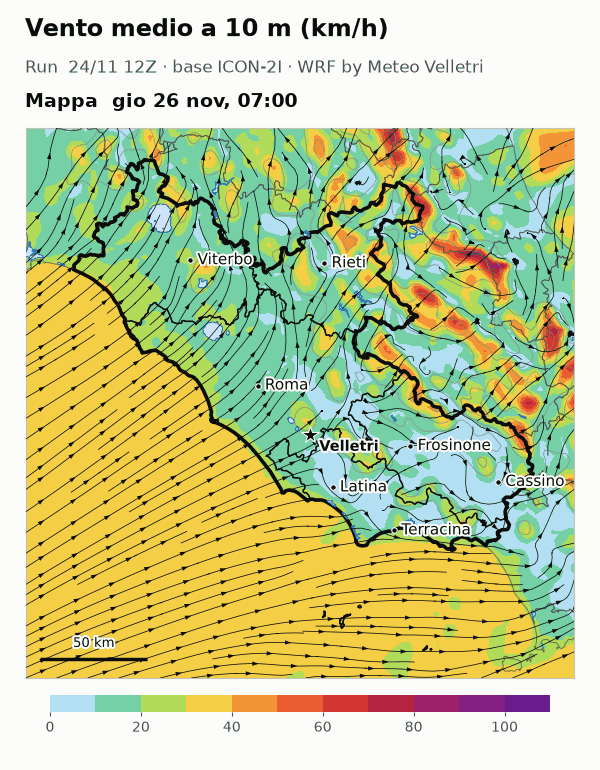 Vento medio a 10 m (km/h)
Run 24/11 12Z · base ICON-2I · WRF by Meteo Velletri
Mappa gio 26 nov, 07:00
Viterbo
Rieti
Roma
Velletri
Frosinone
Latina
Cassino
Terracina
50 km
0 20 40 60 80 100